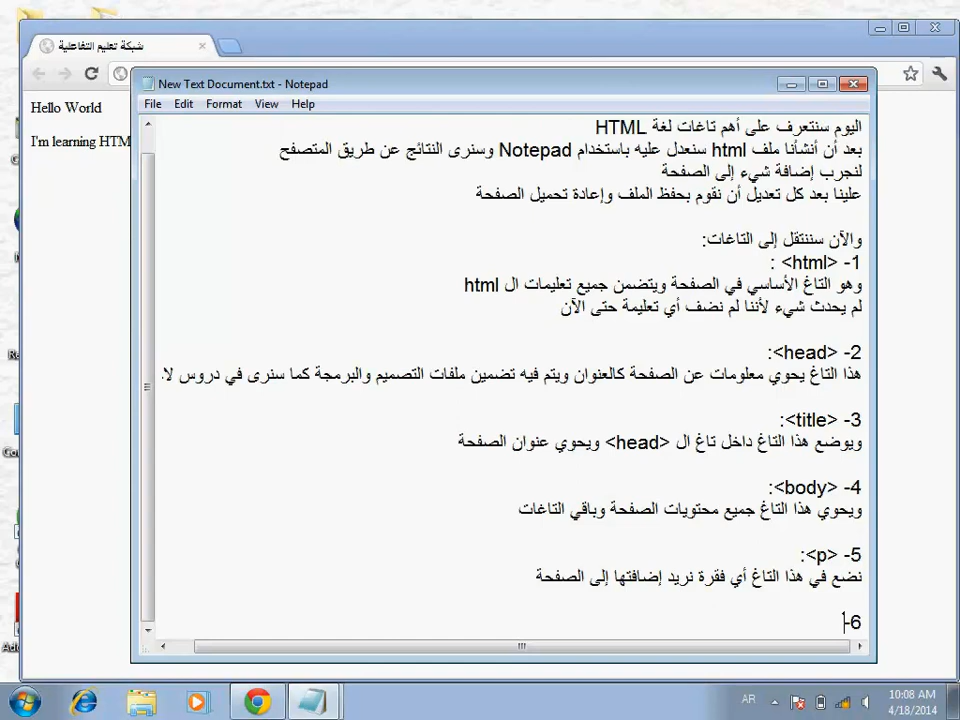 شبكة تعليم التفاعلية
Hello World
I'm learning HTM
New Text Document.txt - Notepad
File Edit Format View Help
اليوم سنتعرف على أهم تاغات لغة HTML
بعد أن أنشأنا ملف html سنعدل عليه باستخدام Notepad وسنرى النتائج عن طريق المتصفح
لنجرب إضافة شيء إلى الصفحة
علينا بعد كل تعديل أن نقوم بحفظ الملف وإعادة تحميل الصفحة
والآن سننتقل إلى التاغات:
1- <html> :
وهو التاغ الأساسي في الصفحة ويتضمن جميع تعليمات ال html
لم يحدث شيء لأننا لم نضف أي تعليمة حتى الآن
2- <head>:
هذا التاغ يحوي معلومات عن الصفحة كالعنوان ويتم فيه تضمين ملفات التصميم والبرمجة كما سنرى في دروس لا
3- <title>:
ويوضع هذا التاغ داخل تاغ ال <head> ويحوي عنوان الصفحة
4- <body>:
ويحوي هذا التاغ جميع محتويات الصفحة وباقي التاغات
5- <p>:
نضع في هذا التاغ أي فقرة نريد إضافتها إلى الصفحة
6-
AR
10:08 AM
4/18/2014